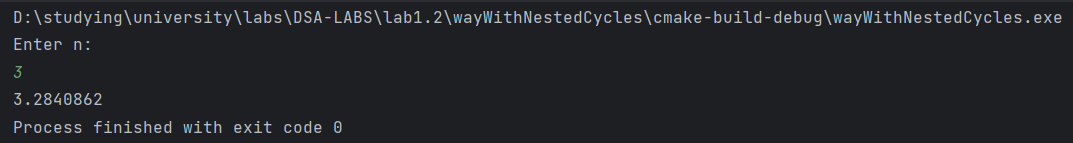 D:\studying\university\labs\DSA-LABS\lab1.2\wayWithNestedCycles\cmake-build-debug\wayWithNestedCycles.exe
Enter n:
3
3.2840862
Process finished with exit code 0